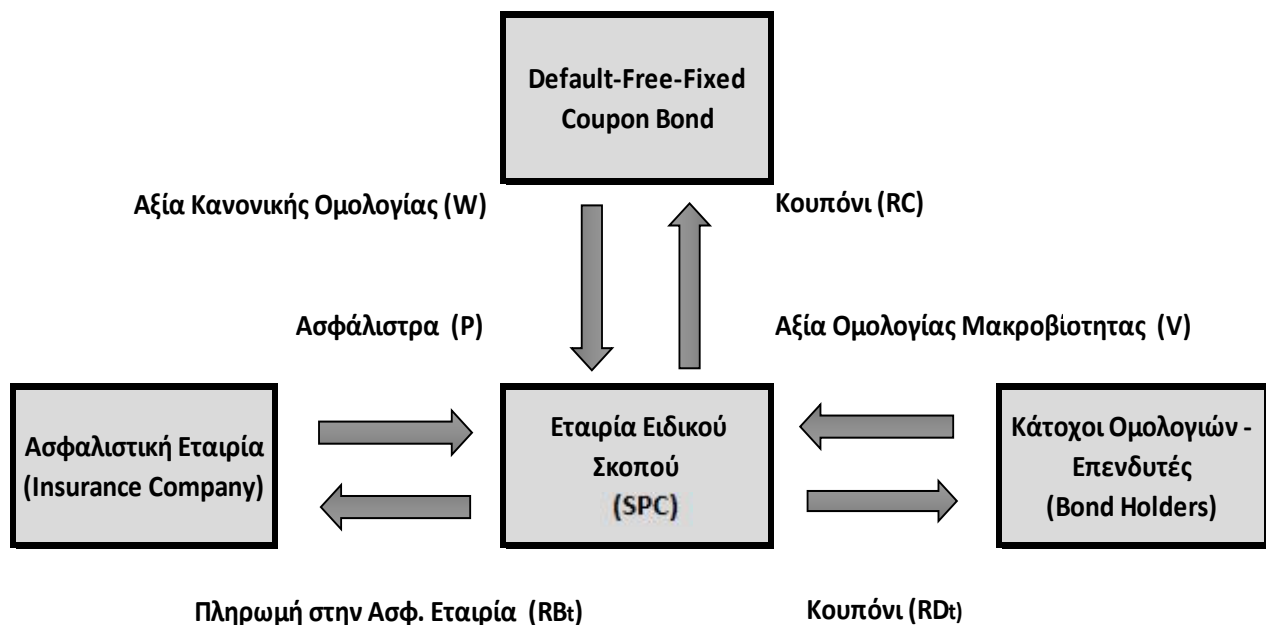 Default-Free-Fixed
Coupon Bond
Αξία Κανονικής Ομολογίας (W)
Κουπόνι (RC)
Ασφάλιστρα (P)
Αξία Ομολογίας Μακροβίοτητας (V)
Ασφαλιστική Εταιρία
(Insurance Company)
Εταιρία Ειδικού
Σκοπού
(SPC)
Κάτοχοι Ομολογιών -
Επενδυτές
(Bond Holders)
Πληρωμή στην Ασφ. Εταιρία (RBt)
Κουπόνι (RDt)